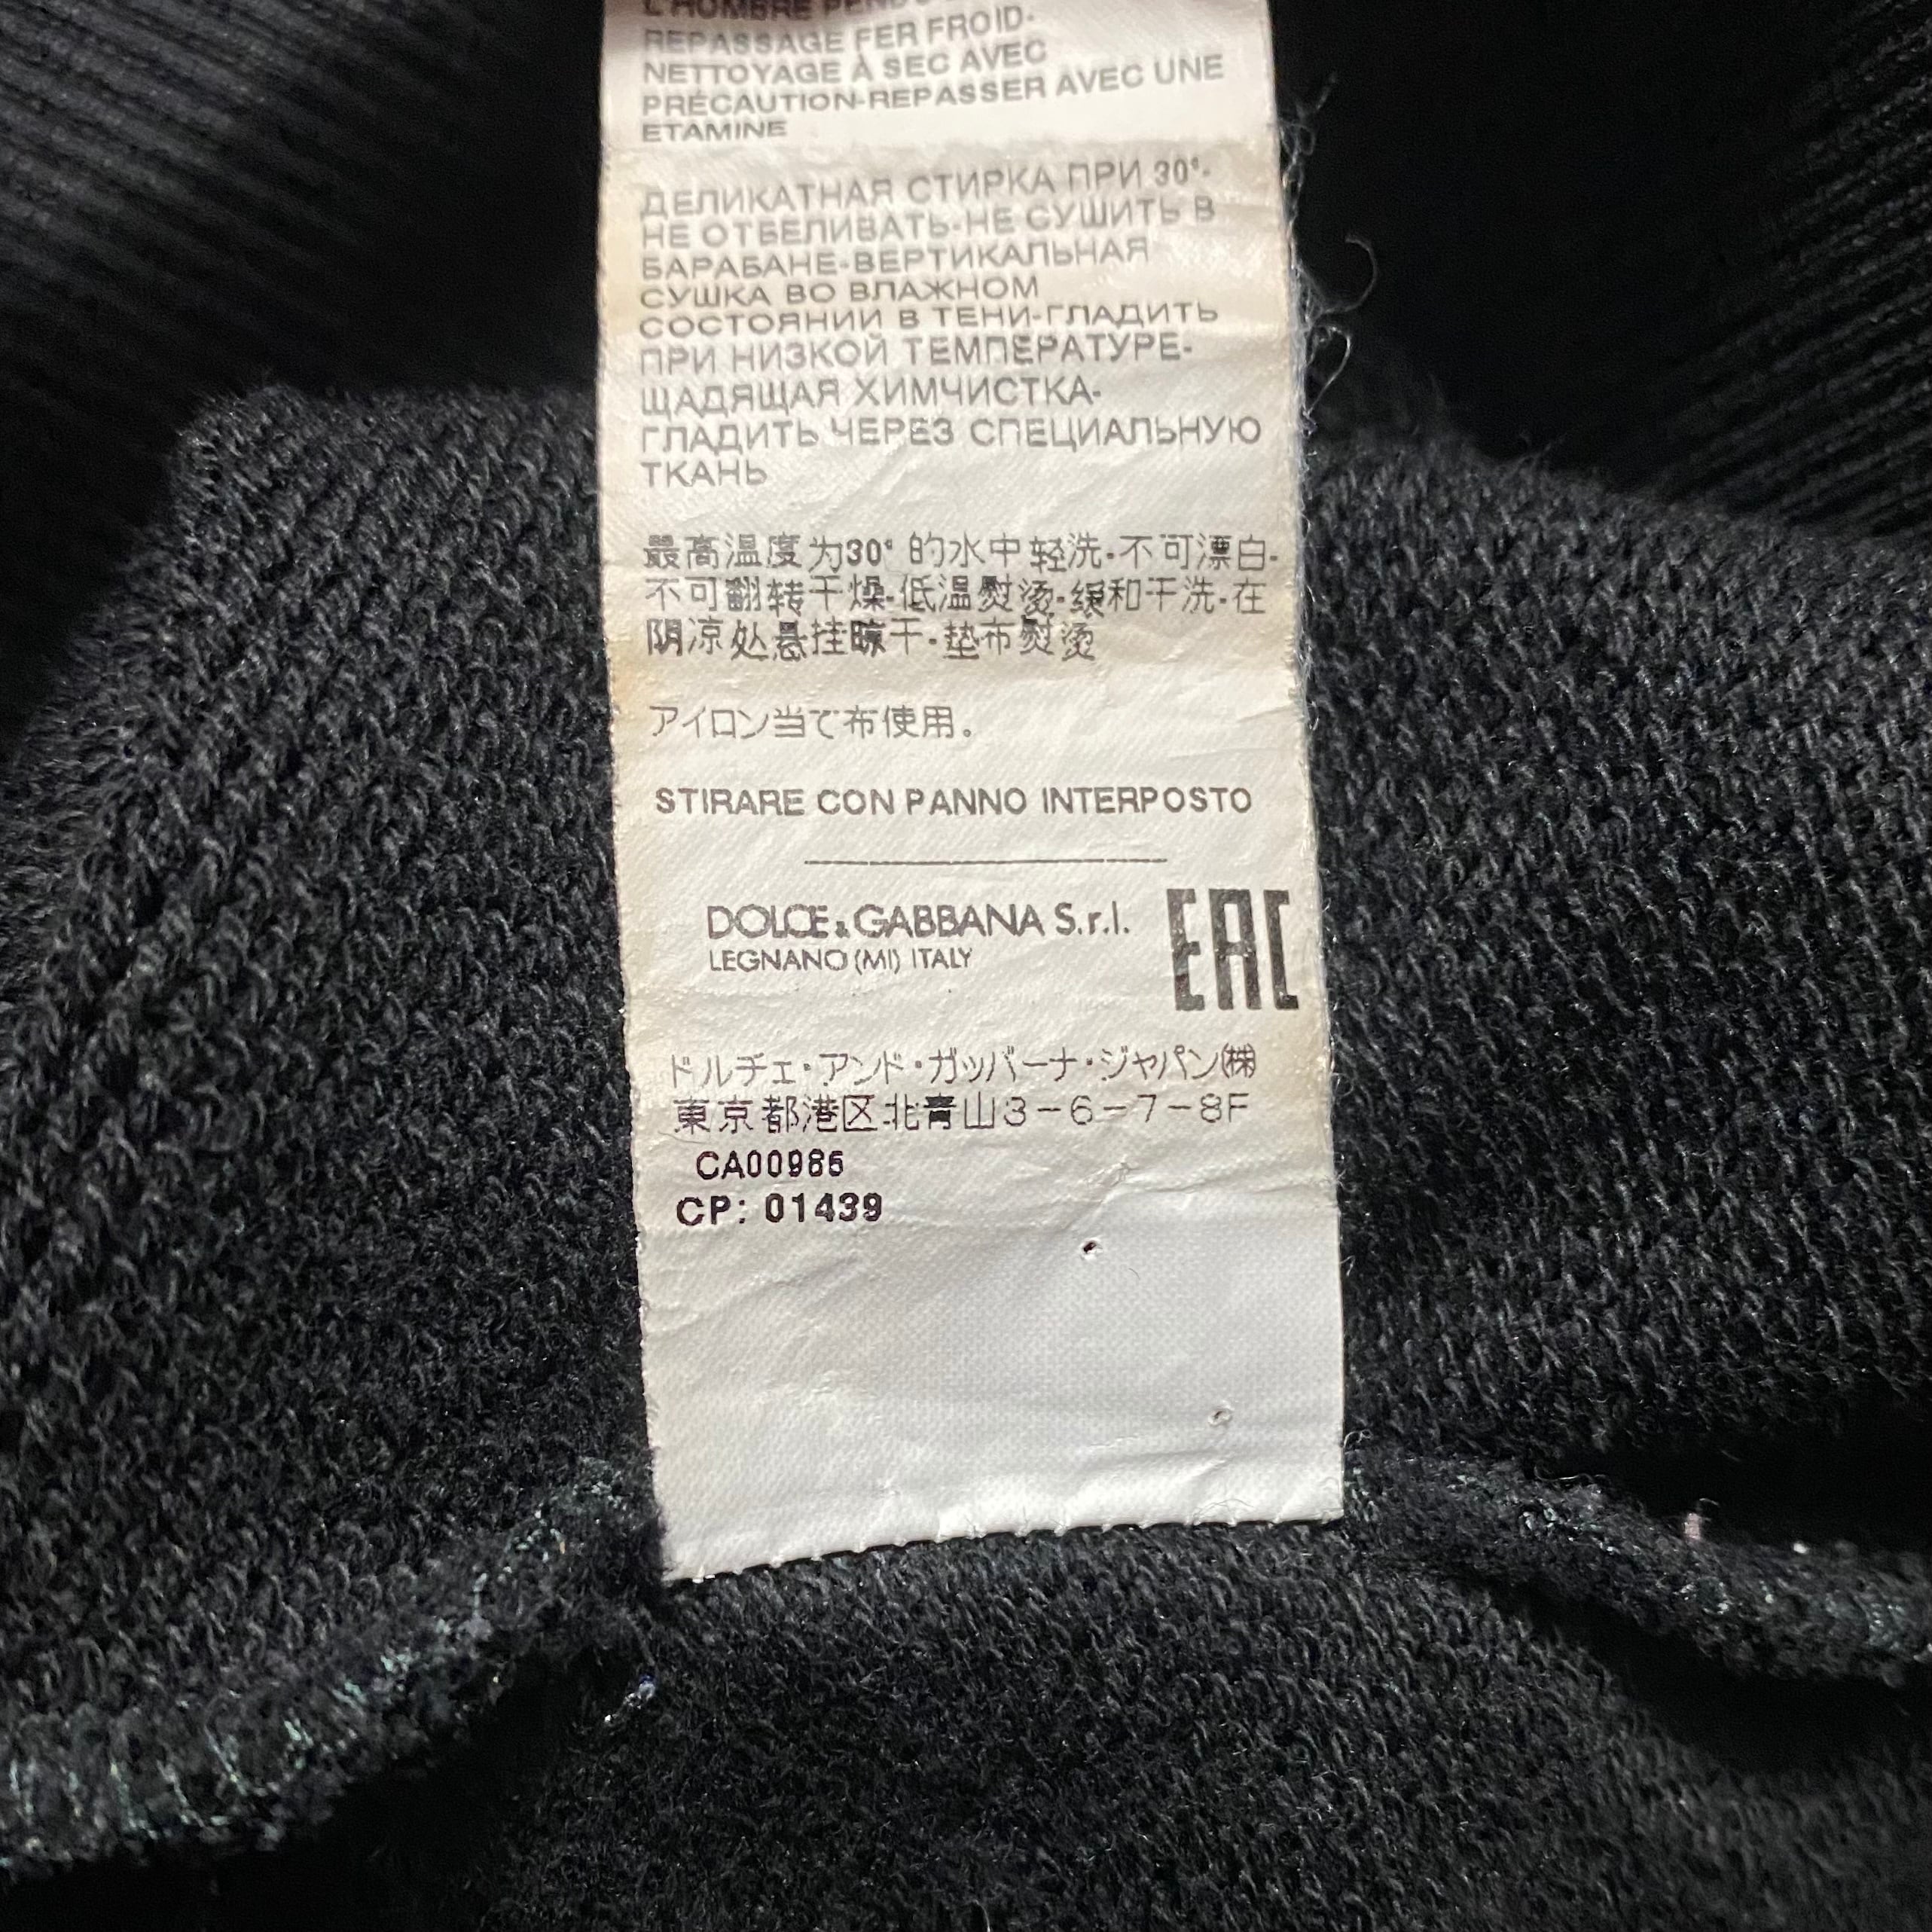 L'HOMBRE
REPASSAGE FER FROID-
NETTOYAGE À SEC AVEC
PRÉCAUTION-REPASSER AVEC UNE
ETAMINE
ДЕЛИКАТНАЯ СТИРКА ПРИ 30°-
НЕ ОТБЕЛИВАТЬ-НЕ СУШИТЬ В
БАРАБАНЕ-ВЕРТИКАЛЬНАЯ
СУШКА ВО ВЛАЖНОМ
СОСТОЯНИИ В ТЕНИ-ГЛАДИТЬ
ПРИ НИЗКОЙ ТЕМПЕРАТУРЕ-
ЩАДЯЩАЯ ХИМЧИСТКА-
ГЛАДИТЬ ЧЕРЕЗ СПЕЦИАЛЬНУЮ
ТКАНЬ
最高温度为30° 的水中轻洗-不可漂白-
不可翻转干燥-低温熨烫-缓和干洗-在
阴凉处悬挂晾干-垫布熨烫
アイロン当て布使用。
STIRARE CON PANNO INTERPOSTO
DOLCE & GABBANA S.r.l.
LEGNANO (MI) ITALY
EAC
ドルチェ・アンド・ガッバーナ・ジャパン㈱
東京都港区北青山3-6-7-8F
CA00986
CP: 01439